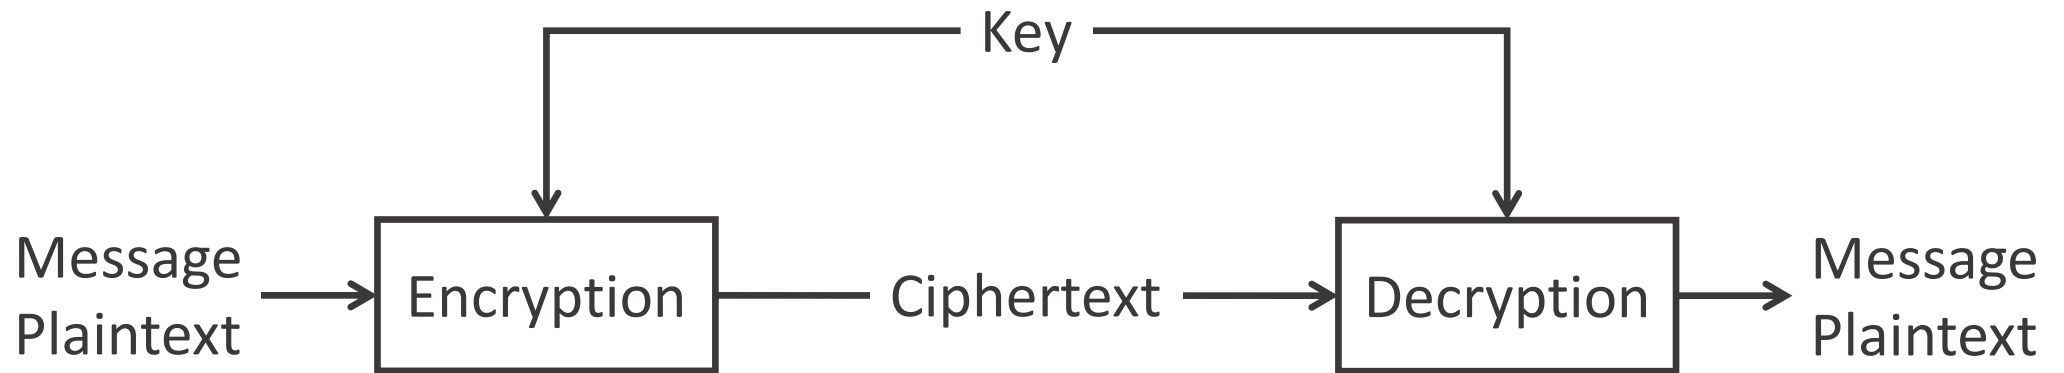 Key
Message
Plaintext
Encryption
Ciphertext
Decryption
Message
Plaintext